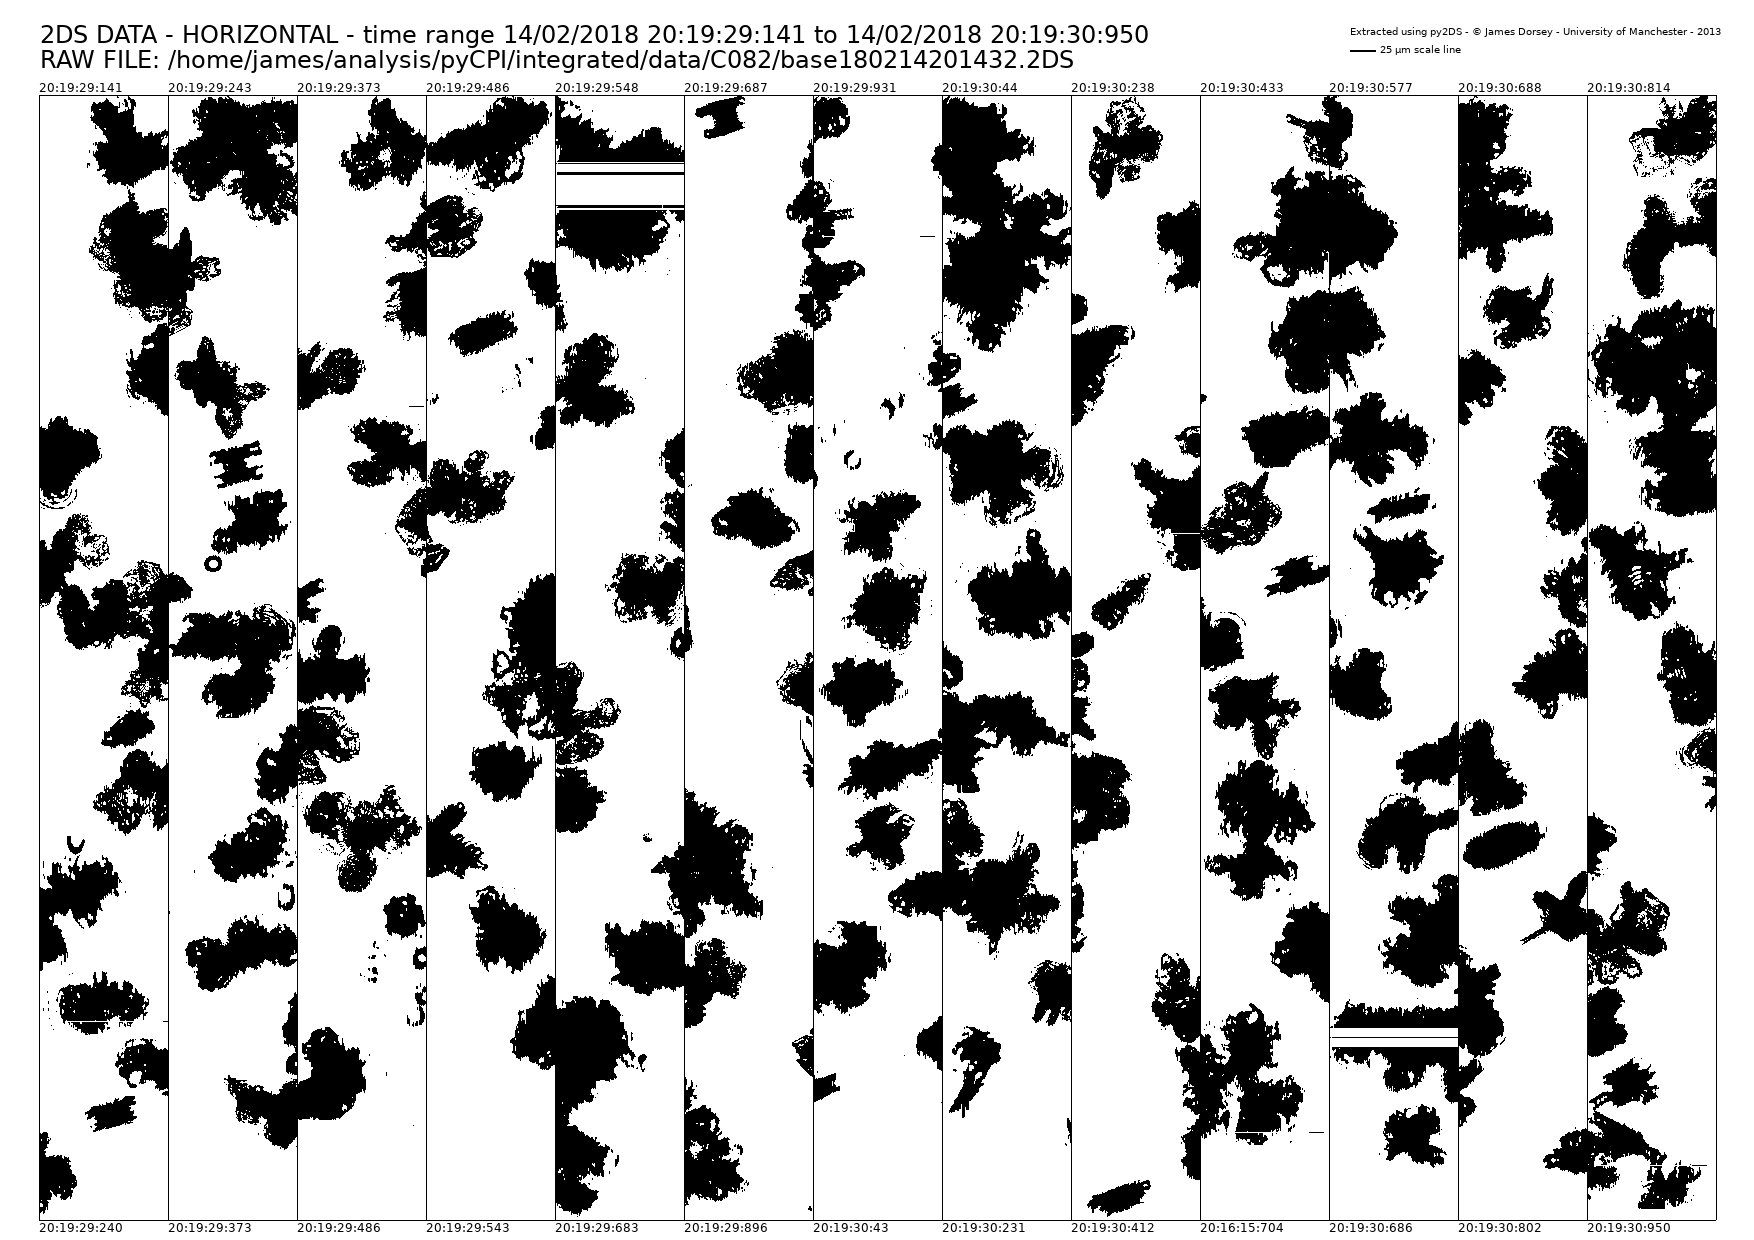 2DS DATA - HORIZONTAL - time range 14/02/2018 20:19:29:141 to 14/02/2018 20:19:30:950
RAW FILE: /home/james/analysis/pyCPI/integrated/data/C082/base180214201432.2DS
Extracted using py2DS - © James Dorsey - University of Manchester - 2013
25 µm scale line
20:19:29:141 20:19:29:243 20:19:29:373 20:19:29:486 20:19:29:548 20:19:29:687 20:19:29:931 20:19:30:44 20:19:30:238 20:19:30:433 20:19:30:577 20:19:30:688 20:19:30:814
20:19:29:240 20:19:29:373 20:19:29:486 20:19:29:543 20:19:29:683 20:19:29:896 20:19:30:43 20:19:30:231 20:19:30:412 20:16:15:704 20:19:30:686 20:19:30:802 20:19:30:950